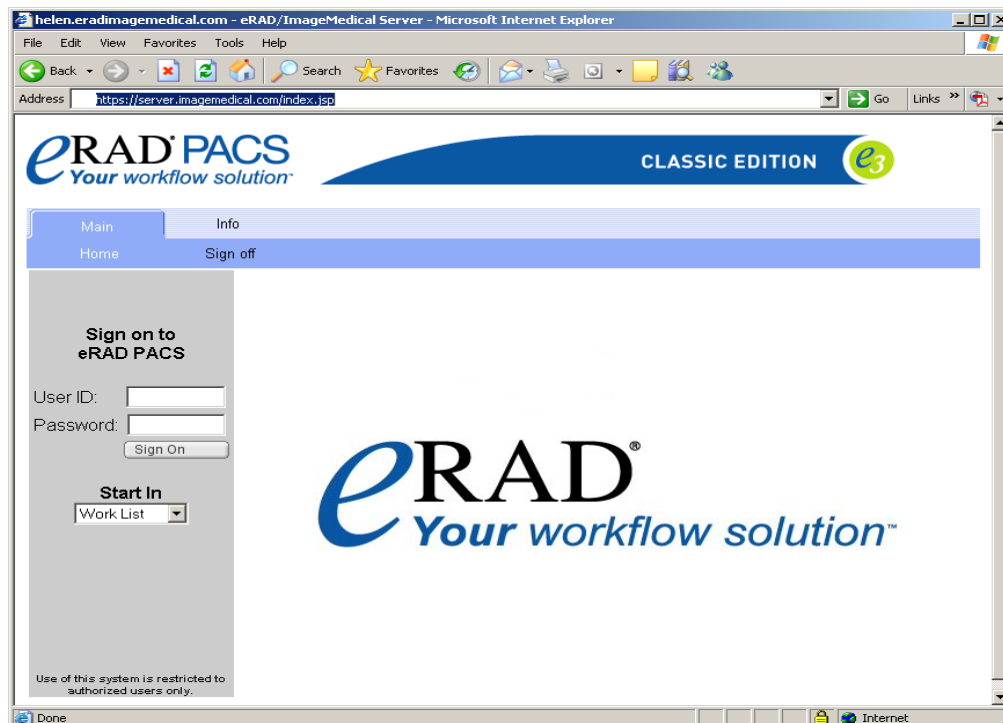 helen.eradimagemedical.com - eRAD/ImageMedical Server - Microsoft Internet Explorer
File Edit View Favorites Tools Help
Back Search Favorites
Address https://server.imagemedical.com/index.jsp Go Links »
eRAD PACS
Your workflow solution
CLASSIC EDITION e3
Main Info
Home Sign off
Sign on to
eRAD PACS
User ID:
Password:
Sign On
Start In
Work List
eRAD®
Your workflow solution™
Use of this system is restricted to
authorized users only.
Done Internet